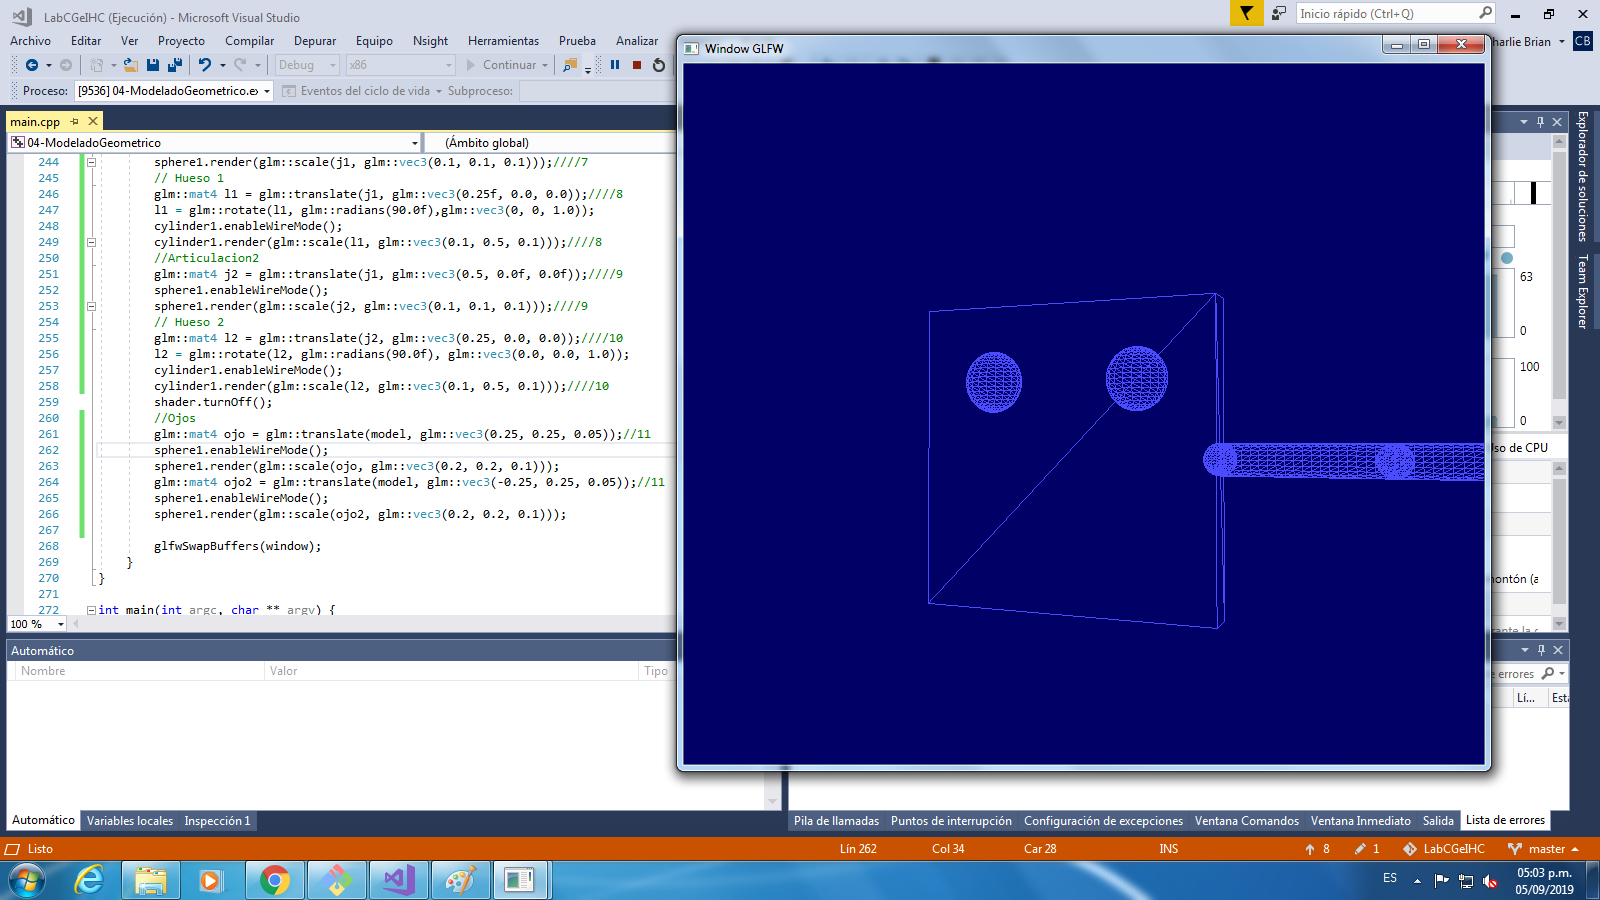 LabCGeIHC (Ejecución) - Microsoft Visual Studio
Inicio rápido (Ctrl+Q)
Archivo Editar Ver Proyecto Compilar Depurar Equipo Nsight Herramientas Prueba Analizar
harlie Brian CB
Debug x86 Continuar
Proceso: [9536] 04-ModeladoGeometrico.ex Eventos del ciclo de vida Subproceso:
Window GLFW
main.cpp
04-ModeladoGeometrico (Ámbito global)
244 sphere1.render(glm::scale(j1, glm::vec3(0.1, 0.1, 0.1)));////7
245 // Hueso 1
246 glm::mat4 l1 = glm::translate(j1, glm::vec3(0.25f, 0.0, 0.0));////8
247 l1 = glm::rotate(l1, glm::radians(90.0f),glm::vec3(0, 0, 1.0));
248 cylinder1.enableWireMode();
249 cylinder1.render(glm::scale(l1, glm::vec3(0.1, 0.5, 0.1)));////8
250 //Articulacion2
251 glm::mat4 j2 = glm::translate(j1, glm::vec3(0.5, 0.0f, 0.0f));////9
252 sphere1.enableWireMode();
253 sphere1.render(glm::scale(j2, glm::vec3(0.1, 0.1, 0.1)));////9
254 // Hueso 2
255 glm::mat4 l2 = glm::translate(j2, glm::vec3(0.25, 0.0, 0.0));////10
256 l2 = glm::rotate(l2, glm::radians(90.0f), glm::vec3(0.0, 0.0, 1.0));
257 cylinder1.enableWireMode();
258 cylinder1.render(glm::scale(l2, glm::vec3(0.1, 0.5, 0.1)));////10
259 shader.turnOff();
260 //Ojos
261 glm::mat4 ojo = glm::translate(model, glm::vec3(0.25, 0.25, 0.05));//11
262 sphere1.enableWireMode();
263 sphere1.render(glm::scale(ojo, glm::vec3(0.2, 0.2, 0.1)));
264 glm::mat4 ojo2 = glm::translate(model, glm::vec3(-0.25, 0.25, 0.05));//11
265 sphere1.enableWireMode();
266 sphere1.render(glm::scale(ojo2, glm::vec3(0.2, 0.2, 0.1)));
267
268 glfwSwapBuffers(window);
269 }
270 }
271
272 int main(int argc, char ** argv) {
100 %
Explorador de soluciones
Team Explorer
63
0
100
0
Uso de CPU
montón (a
Automático
Nombre Valor Tipo
e errores
Lí... Esta
Automático Variables locales Inspección 1
Pila de llamadas Puntos de interrupción Configuración de excepciones Ventana Comandos Ventana Inmediato Salida Lista de errores
Listo Lín 262 Col 34 Car 28 INS 8 1 LabCGeIHC master
ES
05:03 p.m.
05/09/2019